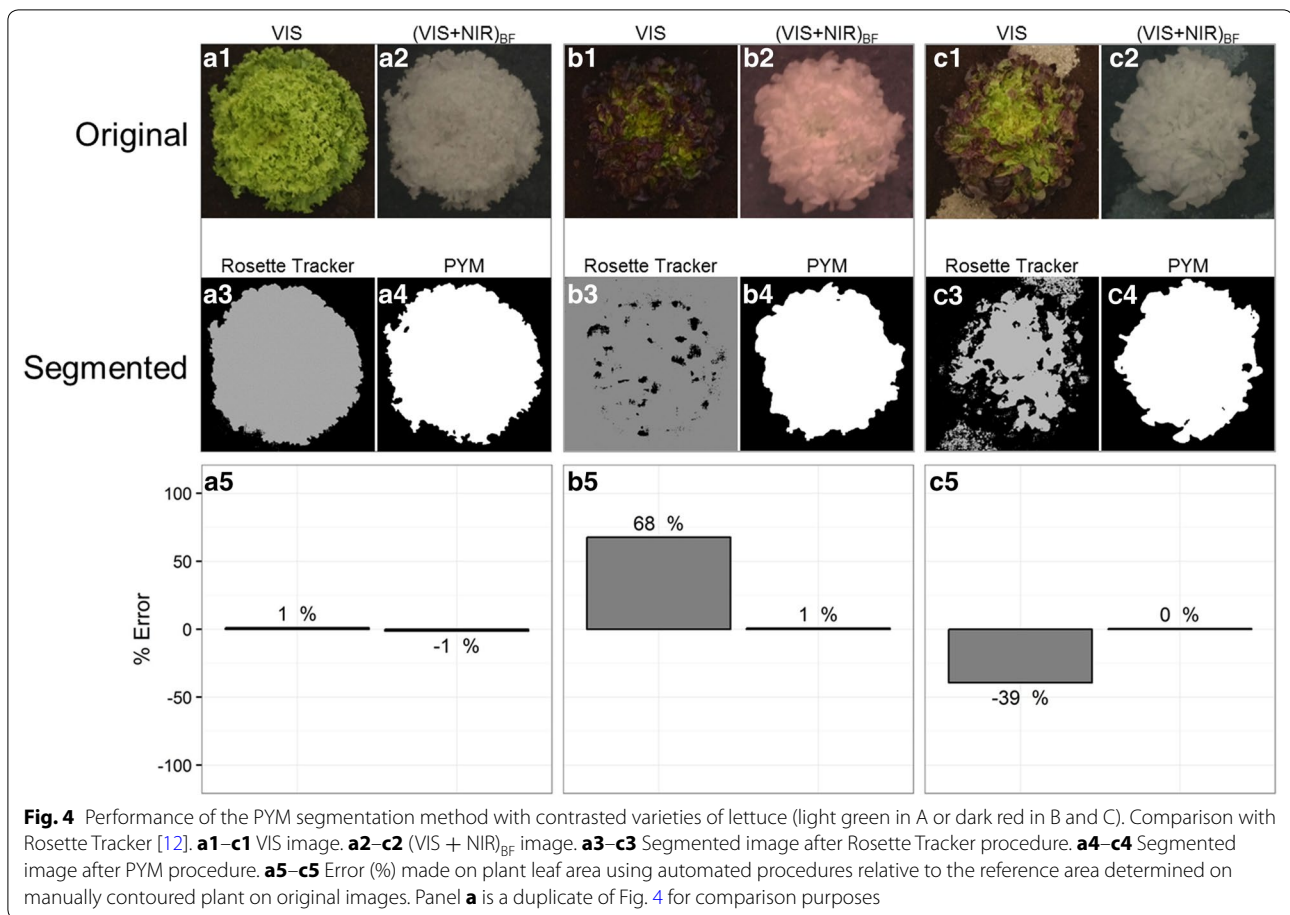 VIS (VIS+NIR)BF VIS (VIS+NIR)BF VIS (VIS+NIR)BF
a1 a2 b1 b2 c1 c2
Original
Rosette Tracker PYM Rosette Tracker PYM Rosette Tracker PYM
a3 a4 b3 b4 c3 c4
Segmented
a5 b5 c5
100
50
0
-50
-100
% Error
1 %
-1 %
68 %
1 %
-39 %
0 %
Fig. 4 Performance of the PYM segmentation method with contrasted varieties of lettuce (light green in A or dark red in B and C). Comparison with
Rosette Tracker [12]. a1–c1 VIS image. a2–c2 (VIS + NIR)BF image. a3–c3 Segmented image after Rosette Tracker procedure. a4–c4 Segmented
image after PYM procedure. a5–c5 Error (%) made on plant leaf area using automated procedures relative to the reference area determined on
manually contoured plant on original images. Panel a is a duplicate of Fig. 4 for comparison purposes